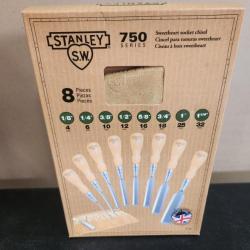 STANLEY
S.W.
750
SERIES
Sweetheart socket chisel
Cincel para zocalos sweetheart
Ciseau à bois sweetheart
8 Pieces
Piezas
Pièces
1/8" 1/4" 3/8" 1/2" 5/8" 3/4" 1" 1 1/4"
4 6 10 12 16 18 25 32